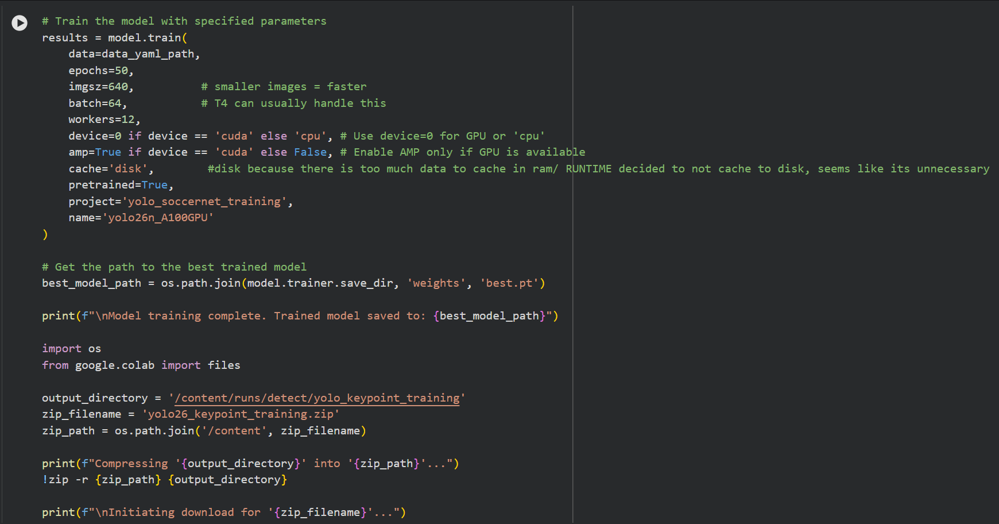 # Train the model with specified parameters
results = model.train(
    data=data_yaml_path,
    epochs=50,
    imgsz=640,          # smaller images = faster
    batch=64,           # T4 can usually handle this
    workers=12,
    device=0 if device == 'cuda' else 'cpu', # Use device=0 for GPU or 'cpu'
    amp=True if device == 'cuda' else False, # Enable AMP only if GPU is available
    cache='disk',        #disk because there is too much data to cache in ram/ RUNTIME decided to not cache to disk, seems like its unnecessary
    pretrained=True,
    project='yolo_soccernet_training',
    name='yolo26n_A100GPU'
)

# Get the path to the best trained model
best_model_path = os.path.join(model.trainer.save_dir, 'weights', 'best.pt')

print(f"\nModel training complete. Trained model saved to: {best_model_path}")

import os
from google.colab import files

output_directory = '/content/runs/detect/yolo_keypoint_training'
zip_filename = 'yolo26_keypoint_training.zip'
zip_path = os.path.join('/content', zip_filename)

print(f"Compressing '{output_directory}' into '{zip_path}'...")
!zip -r {zip_path} {output_directory}

print(f"\nInitiating download for '{zip_filename}'...")